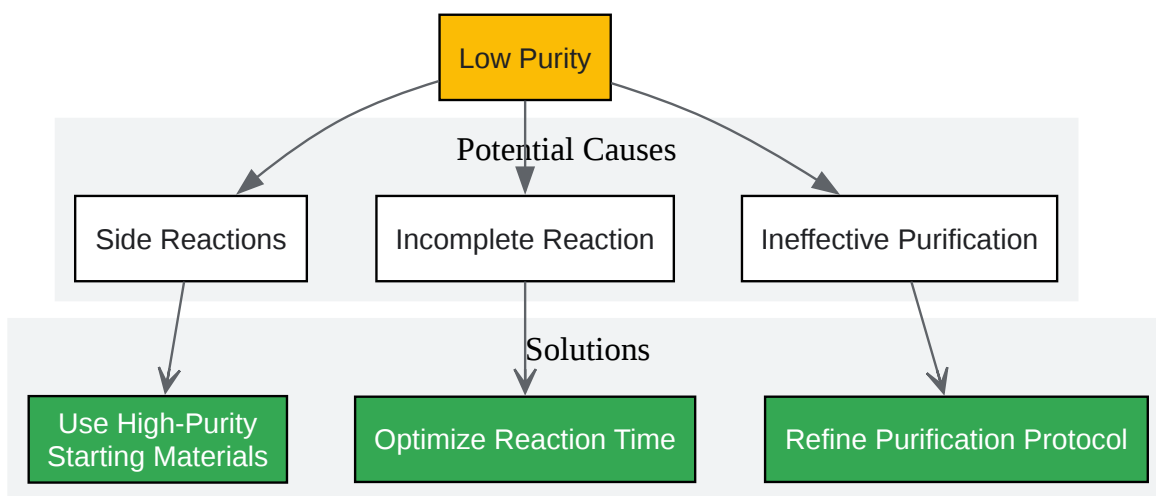 Low Purity
Potential Causes
Side Reactions
Incomplete Reaction
Ineffective Purification
Solutions
Use High-Purity
Starting Materials
Optimize Reaction Time
Refine Purification Protocol